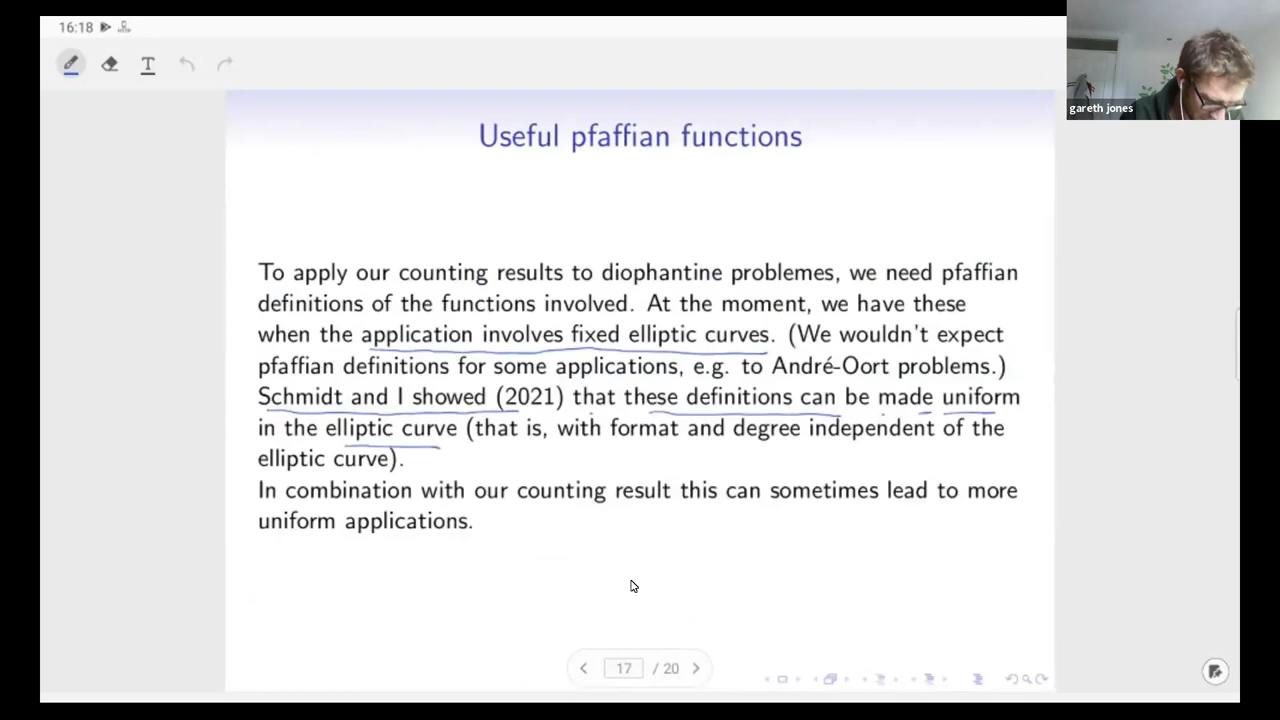 16:18
T
gareth jones
Useful pfaffian functions
To apply our counting results to diophantine problemes, we need pfaffian
definitions of the functions involved. At the moment, we have these
when the application involves fixed elliptic curves. (We wouldn't expect
pfaffian definitions for some applications, e.g. to André-Oort problems.)
Schmidt and I showed (2021) that these definitions can be made uniform
in the elliptic curve (that is, with format and degree independent of the
elliptic curve).
In combination with our counting result this can sometimes lead to more
uniform applications.
17 / 20